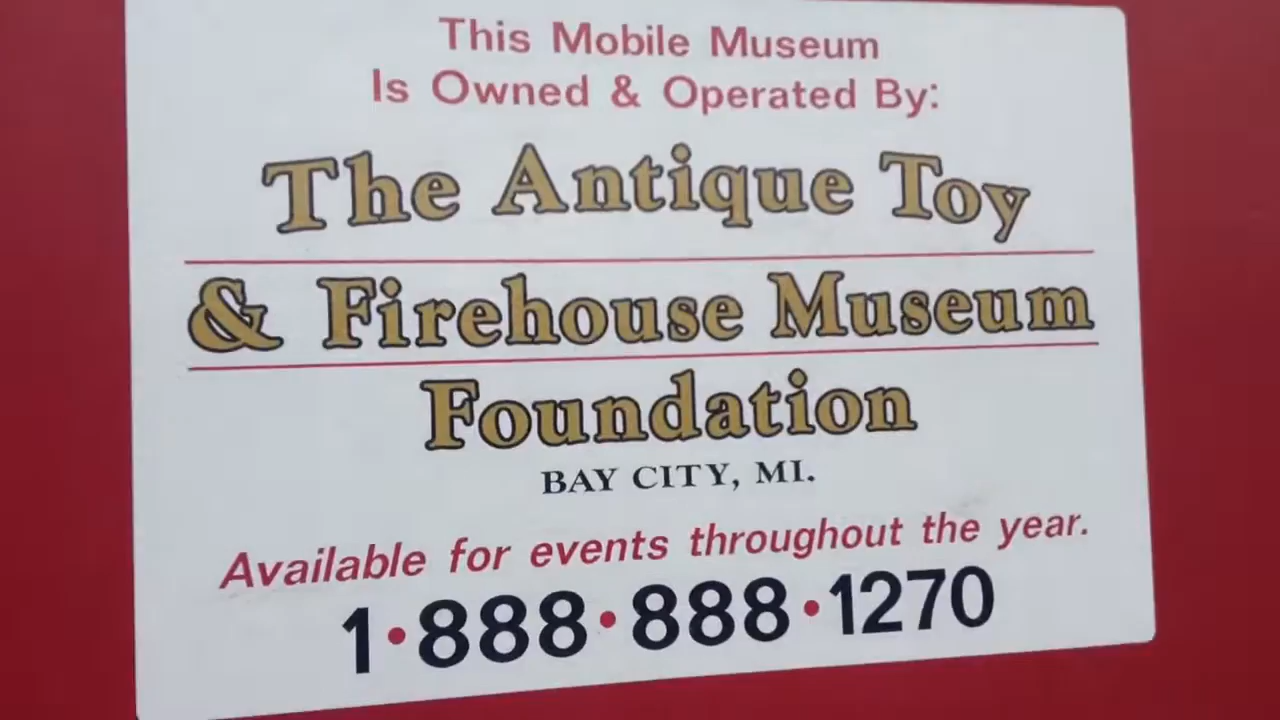 This Mobile Museum
Is Owned & Operated By:
The Antique Toy
& Firehouse Museum
Foundation
BAY CITY, MI.
Available for events throughout the year.
1•888•888•1270